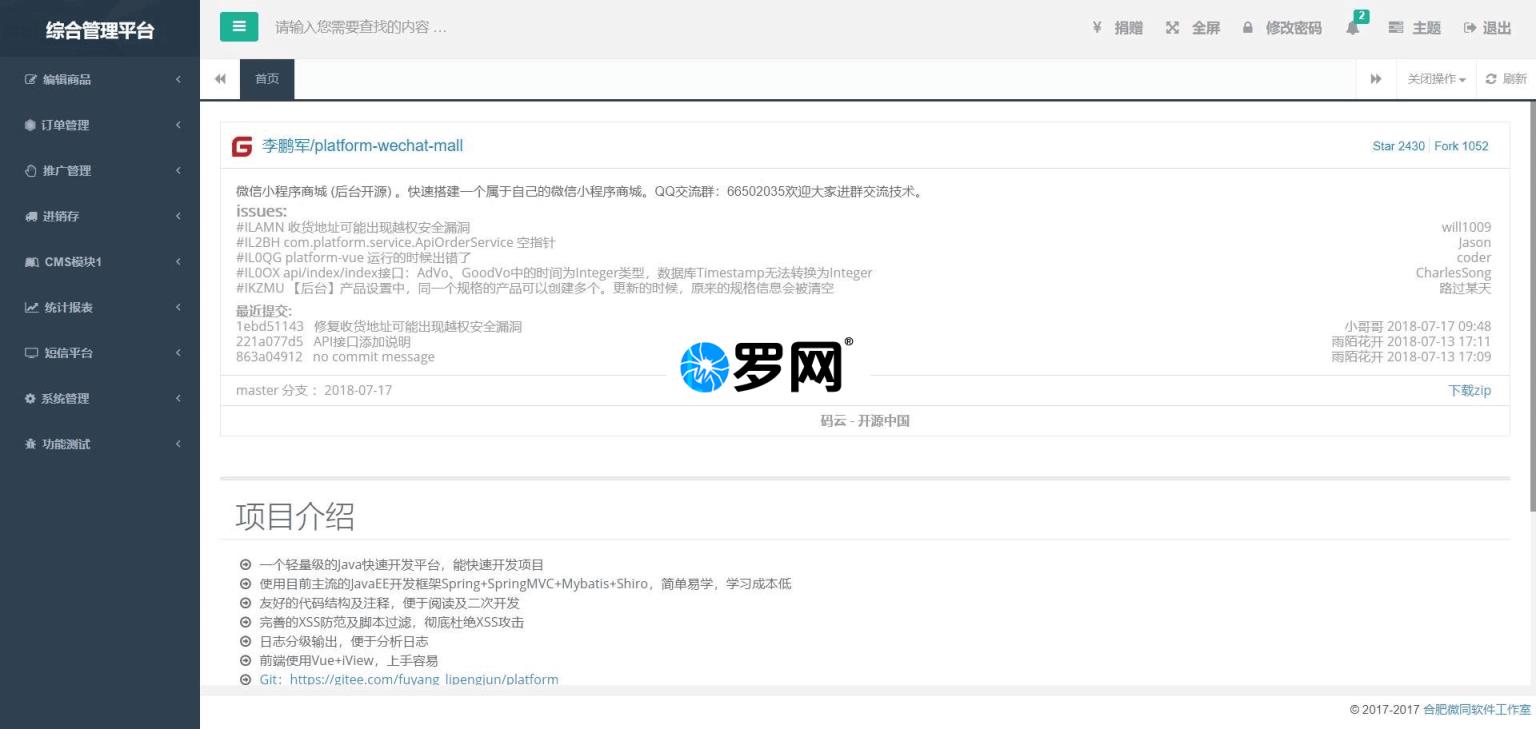 综合管理平台
请输入您需要查找的内容 …
¥ 捐赠 全屏 修改密码 2 主题 退出
编辑商品
订单管理
推广管理
进销存
CMS模块1
统计报表
短信平台
系统管理
功能测试
首页
关闭操作 刷新
李鹏军/platform-wechat-mall
Star 2430 Fork 1052
微信小程序商城 (后台开源) 。快速搭建一个属于自己的微信小程序商城。QQ交流群：66502035欢迎大家进群交流技术。
issues:
#ILAMN 收货地址可能出现越权安全漏洞 will1009
#IL2BH com.platform.service.ApiOrderService 空指针 Jason
#IL0QG platform-vue 运行的时候出错了 coder
#IL0OX api/index/index接口：AdVo、GoodVo中的时间为Integer类型，数据库Timestamp无法转换为Integer CharlesSong
#IKZMU 【后台】产品设置中，同一个规格的产品可以创建多个。更新的时候，原来的规格信息会被清空 路过某天
最近提交:
1ebd51143 修复收货地址可能出现越权安全漏洞 小哥哥 2018-07-17 09:48
221a077d5 API接口添加说明 雨陌花开 2018-07-13 17:11
863a04912 no commit message 雨陌花开 2018-07-13 17:09
罗网®
master 分支： 2018-07-17 下载zip
码云 - 开源中国
项目介绍
一个轻量级的Java快速开发平台，能快速开发项目
使用目前主流的JavaEE开发框架Spring+SpringMVC+Mybatis+Shiro，简单易学，学习成本低
友好的代码结构及注释，便于阅读及二次开发
完善的XSS防范及脚本过滤，彻底杜绝XSS攻击
日志分级输出，便于分析日志
前端使用Vue+iView，上手容易
Git：https://gitee.com/fuyang_lipengjun/platform
© 2017-2017 合肥微同软件工作室